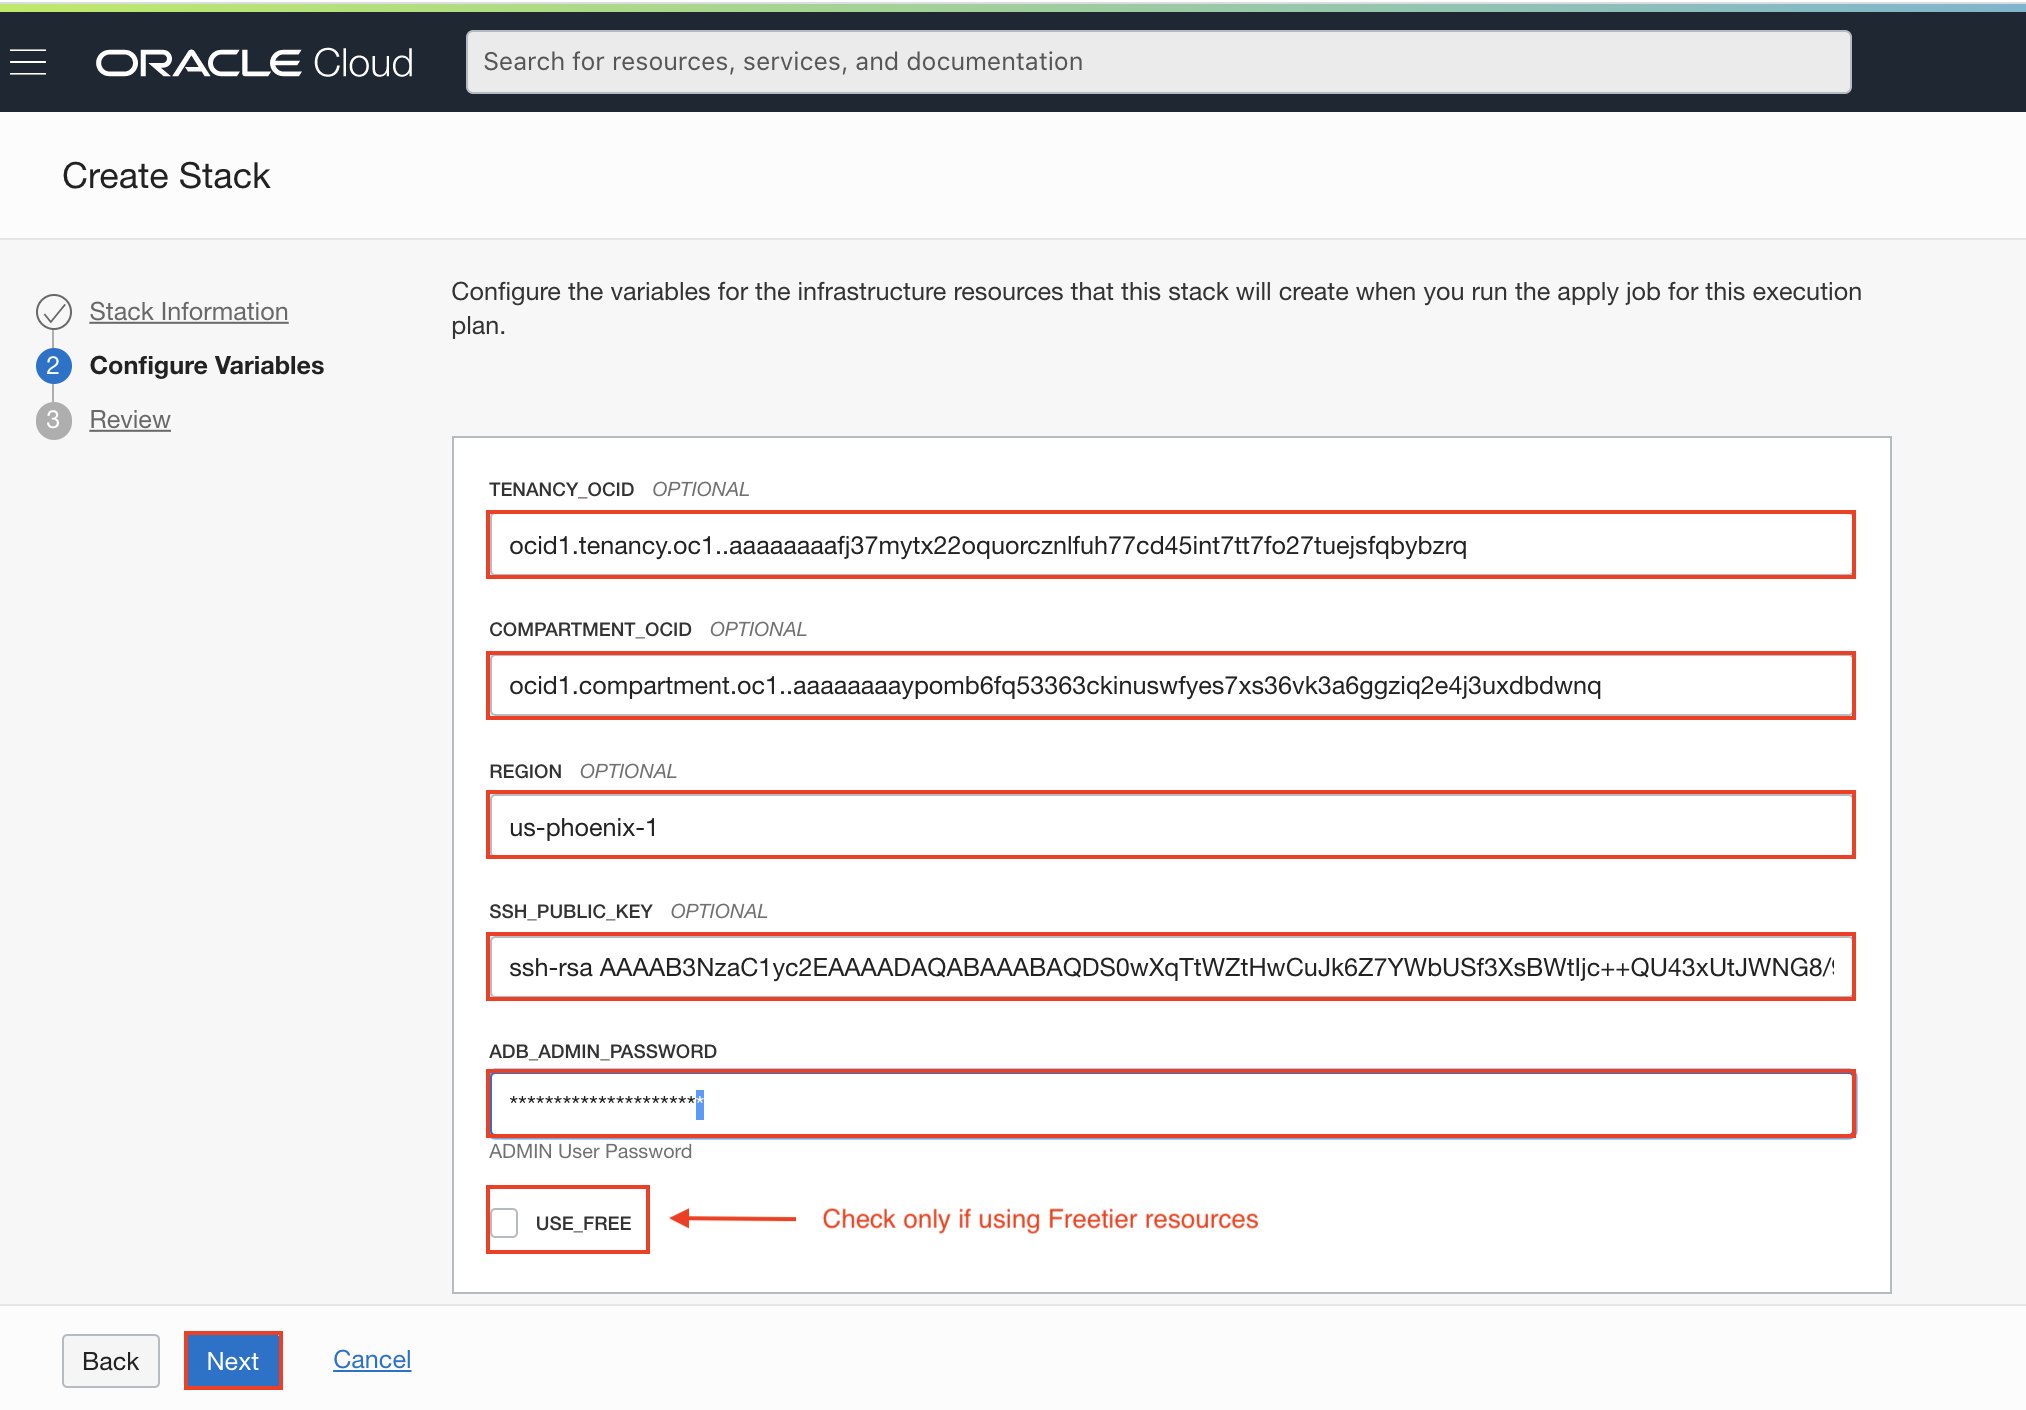 ORACLE Cloud
Search for resources, services, and documentation
Create Stack
Stack Information
2 Configure Variables
3 Review
Configure the variables for the infrastructure resources that this stack will create when you run the apply job for this execution
plan.
TENANCY_OCID OPTIONAL
ocid1.tenancy.oc1..aaaaaaaafj37mytx22oquorcznlfuh77cd45int7tt7fo27tuejsfqbybzrq
COMPARTMENT_OCID OPTIONAL
ocid1.compartment.oc1..aaaaaaaaypomb6fq53363ckinuswfyes7xs36vk3a6ggziq2e4j3uxdbdwnq
REGION OPTIONAL
us-phoenix-1
SSH_PUBLIC_KEY OPTIONAL
ssh-rsa AAAAB3NzaC1yc2EAAAADAQABAAABAQDS0wXqTtWZtHwCuJk6Z7YWbUSf3XsBWtIjc++QU43xUtJWNG8/9
ADB_ADMIN_PASSWORD
**********************
ADMIN User Password
USE_FREE
Check only if using Freetier resources
Back
Next
Cancel